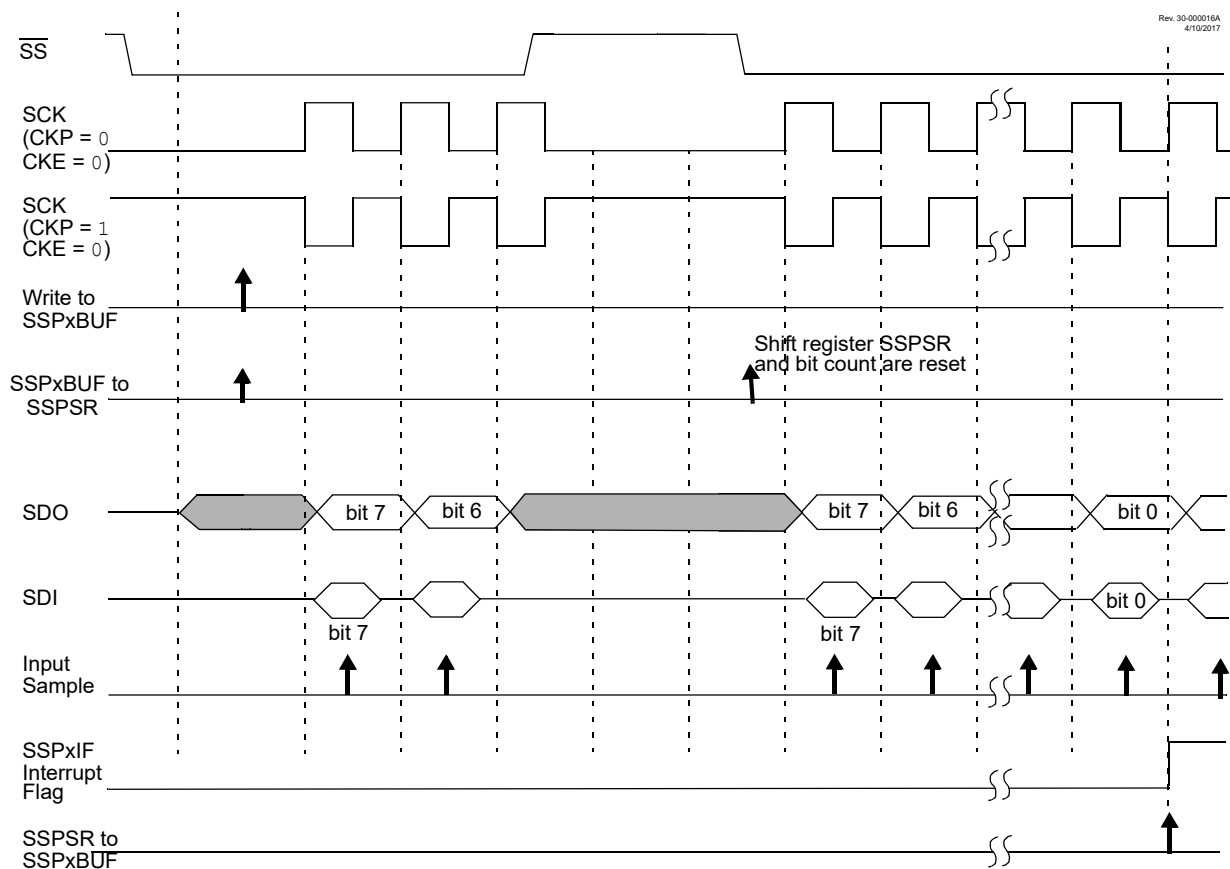 Rev. 30-000016A
4/10/2017
SS
SCK
(CKP = 0
CKE = 0)
SCK
(CKP = 1
CKE = 0)
Write to
SSPxBUF
Shift register SSPSR
and bit count are reset
SSPxBUF to
SSPSR
SDO
bit 7
bit 6
bit 7
bit 6
bit 0
SDI
bit 7
bit 7
bit 0
Input
Sample
SSPxIF
Interrupt
Flag
SSPSR to
SSPxBUF